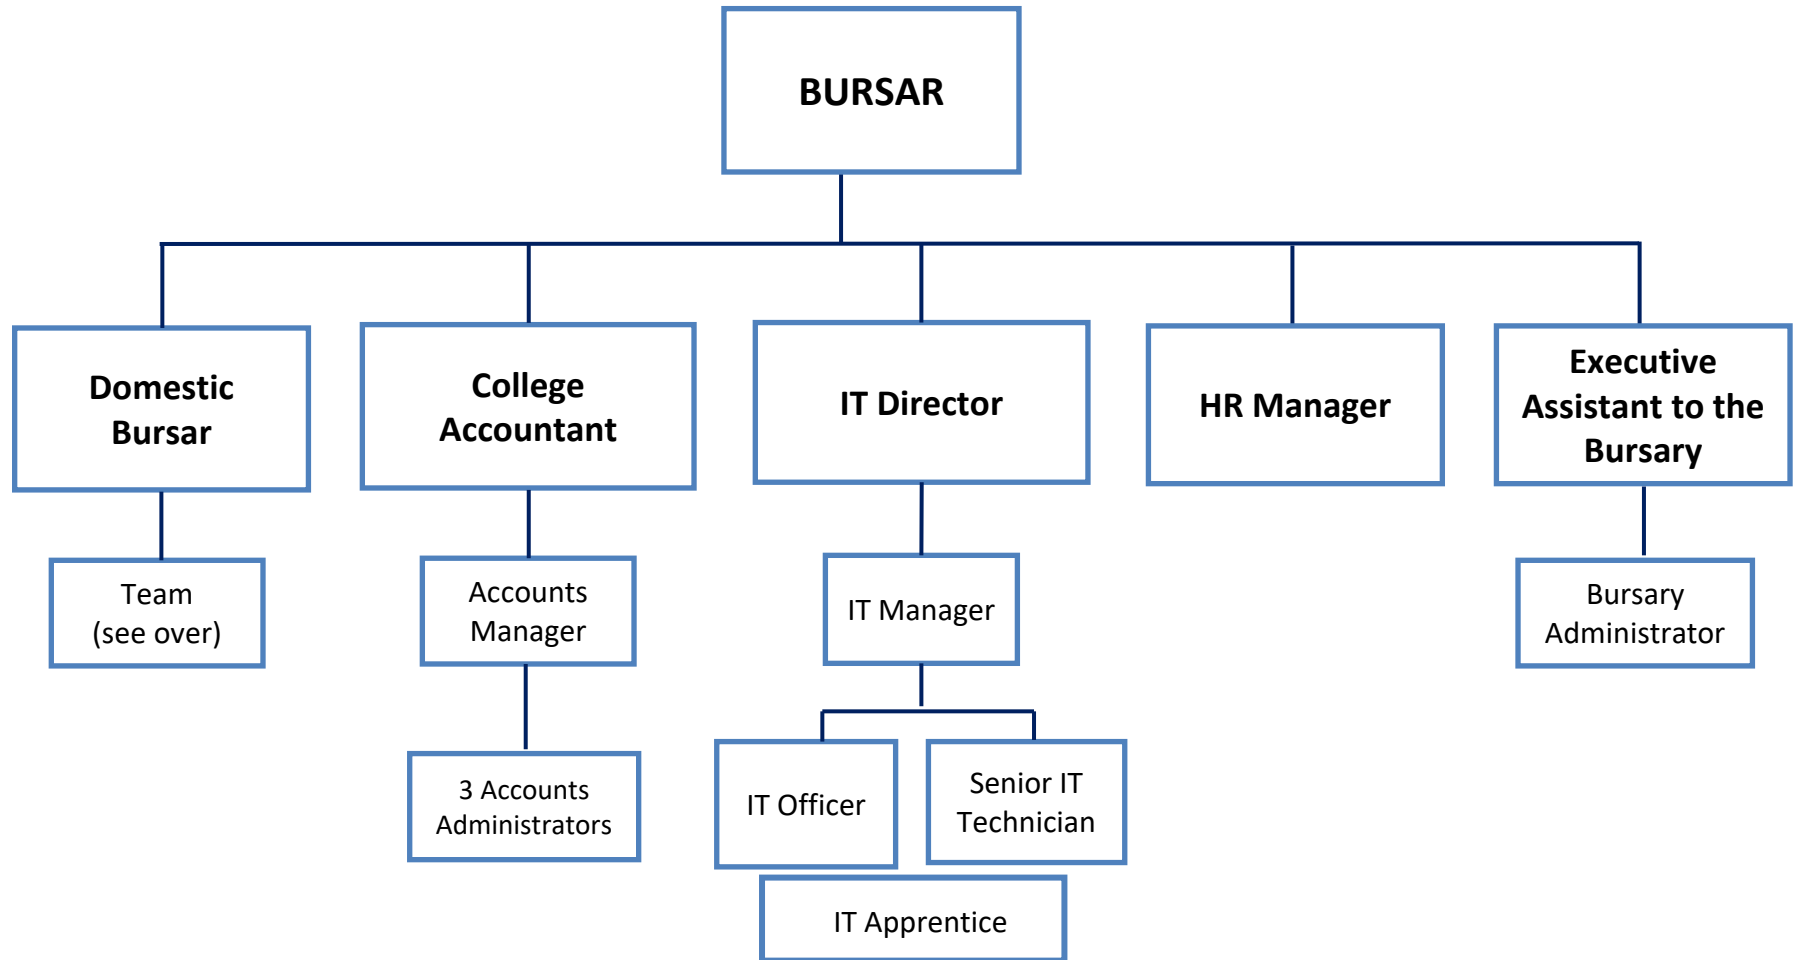 BURSAR
Domestic
Bursar
College
Accountant
IT Director
HR Manager
Executive
Assistant to the
Bursary
Team
(see over)
Accounts
Manager
IT Manager
Bursary
Administrator
3 Accounts
Administrators
IT Officer
Senior IT
Technician
IT Apprentice